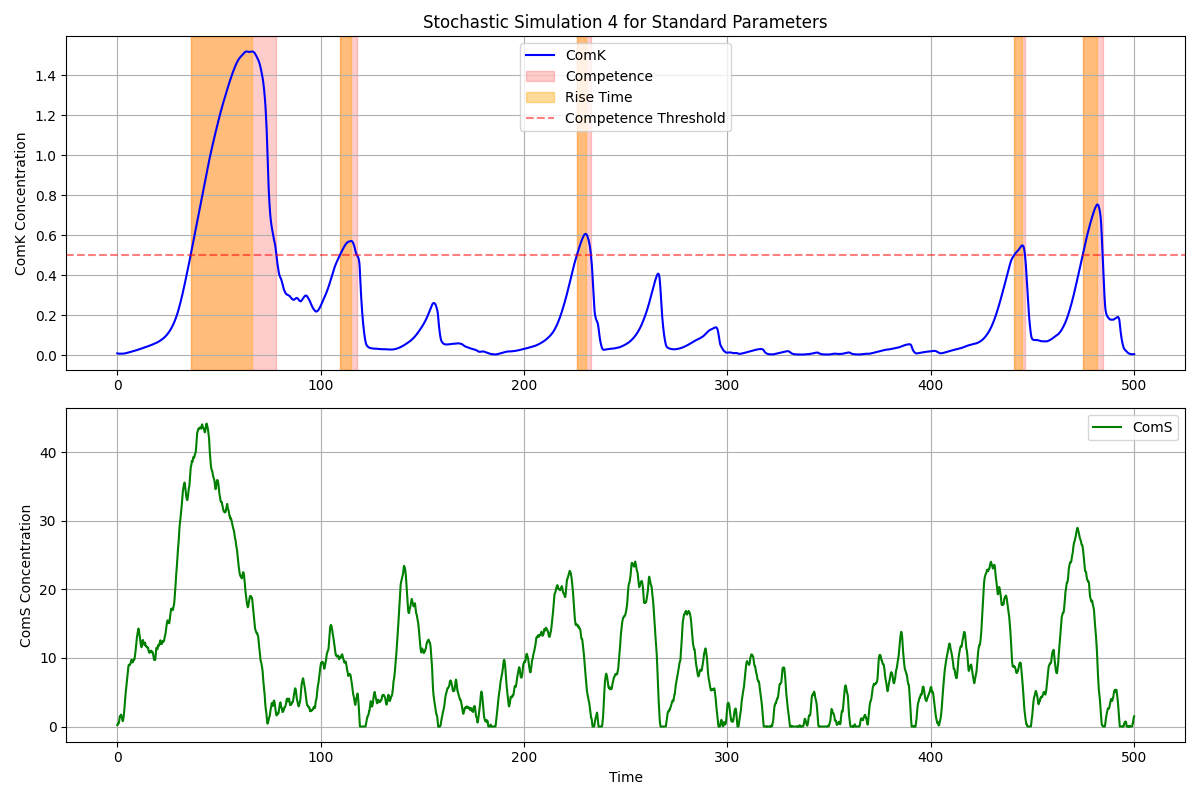 Stochastic Simulation 4 for Standard Parameters
ComK Concentration
1.4
1.2
1.0
0.8
0.6
0.4
0.2
0.0
ComK
Competence
Rise Time
Competence Threshold
0 100 200 300 400 500
ComS Concentration
40
30
20
10
0
ComS
0 100 200 300 400 500
Time